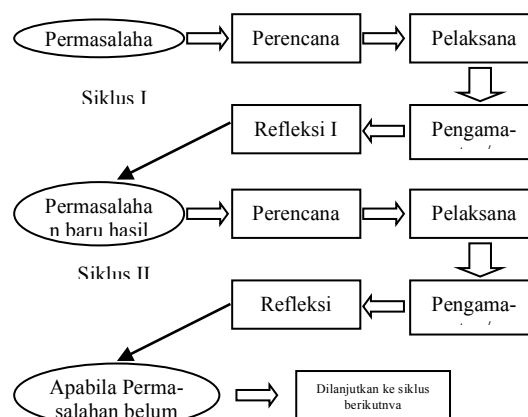 Permasalaha
Perencana
Pelaksana
Siklus I
Refleksi I
Pengama-
Permasalaha
n baru hasil
Perencana
Pelaksana
Siklus II
Refleksi
Pengama-
Apabila Perma-
salahan belum
Dilanjutkan ke siklus
berikutnya